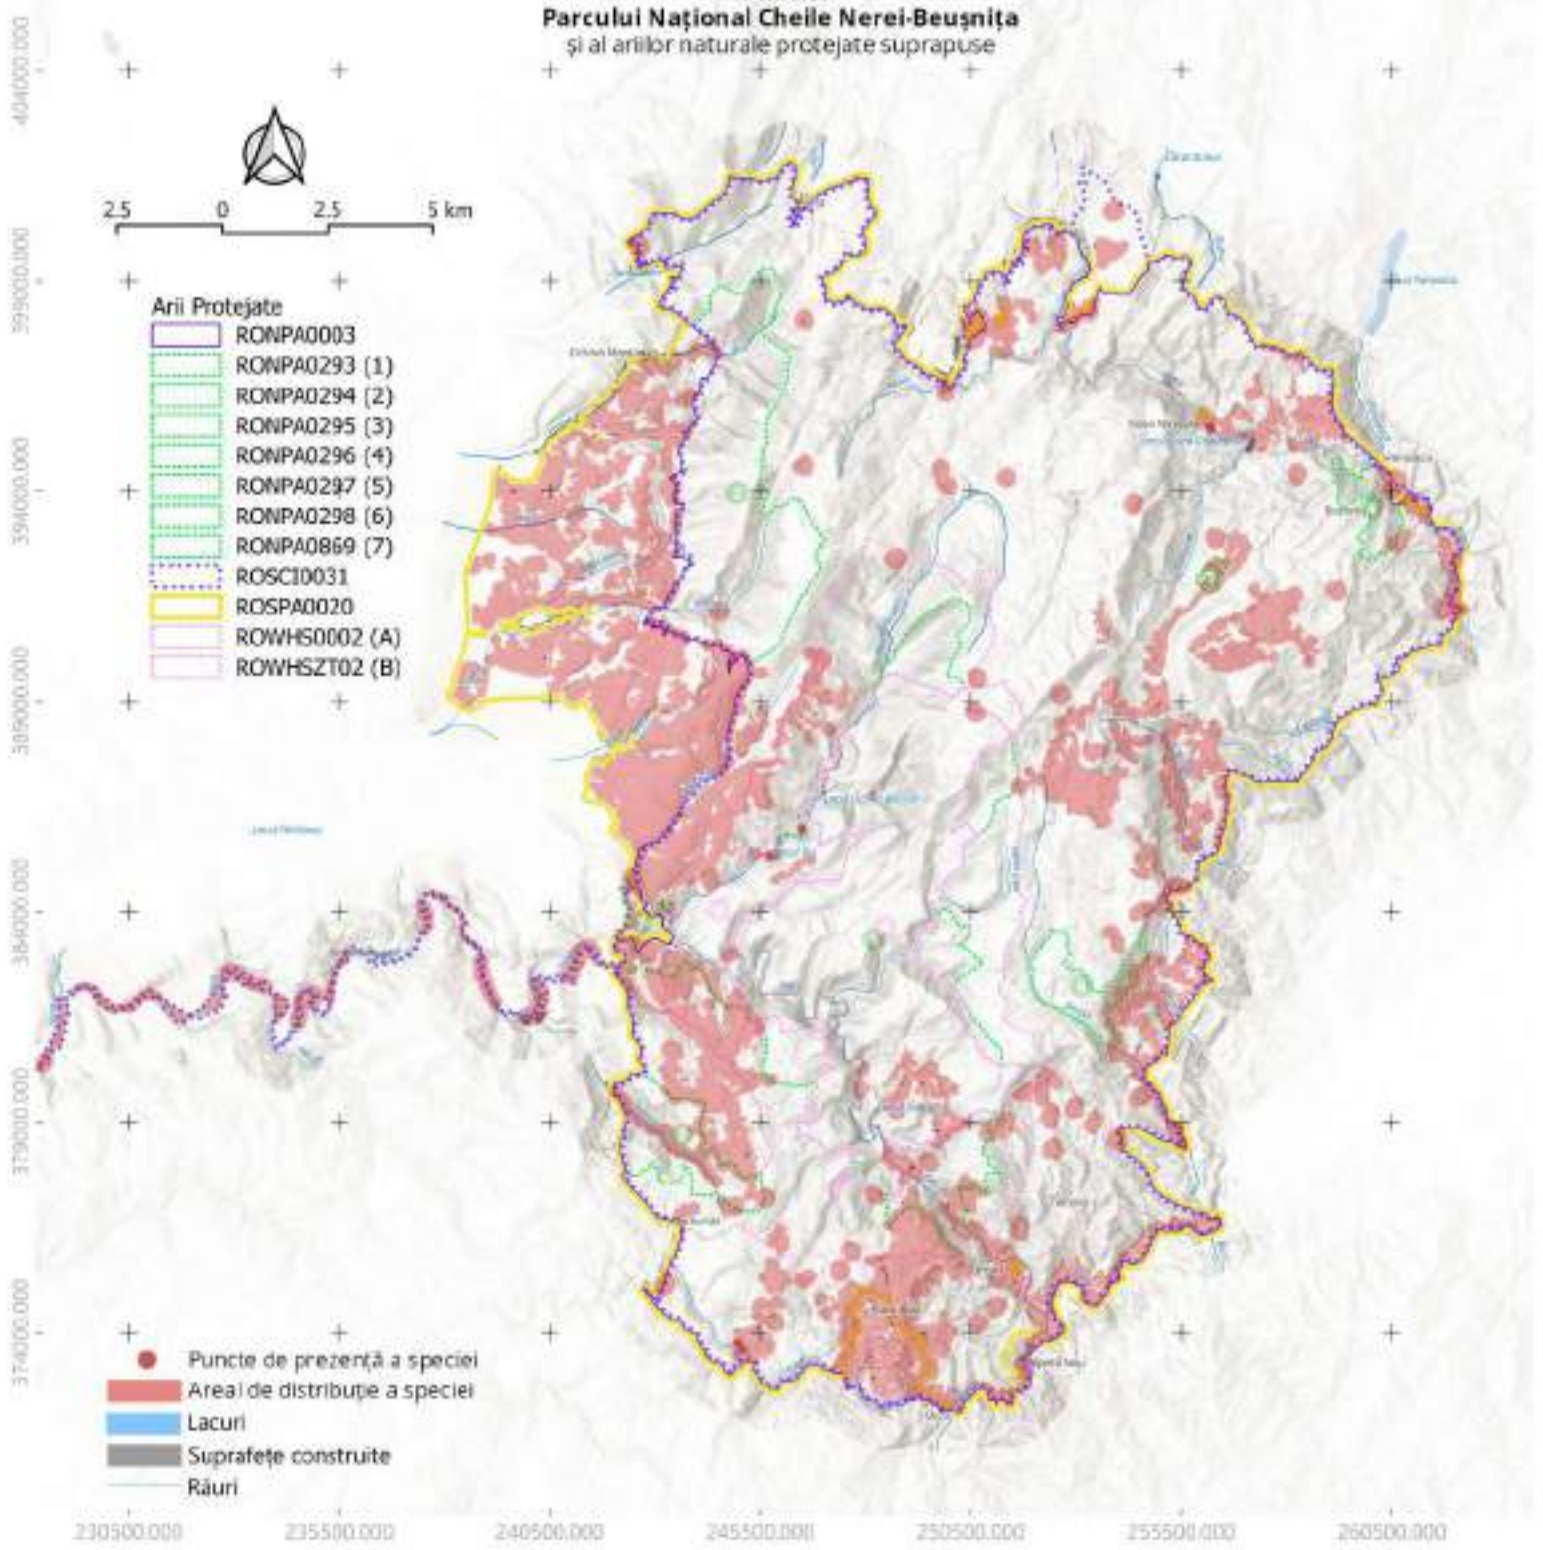 Parcului Național Cheile Nerei-Beușnița
și al ariilor naturale protejate suprapuse
404000.000
399000.000
394000.000
389000.000
384000.000
379000.000
374000.000
2.5 0 2.5 5 km
Arii Protejate
RONPA0003
RONPA0293 (1)
RONPA0294 (2)
RONPA0295 (3)
RONPA0296 (4)
RONPA0297 (5)
RONPA0298 (6)
RONPA0869 (7)
ROSCI0031
ROSPA0020
ROWHS0002 (A)
ROWHSZT02 (B)
Puncte de prezență a speciei
Areal de distribuție a speciei
Lacuri
Suprafețe construite
Râuri
230500.000 235500.000 240500.000 245500.000 250500.000 255500.000 260500.000